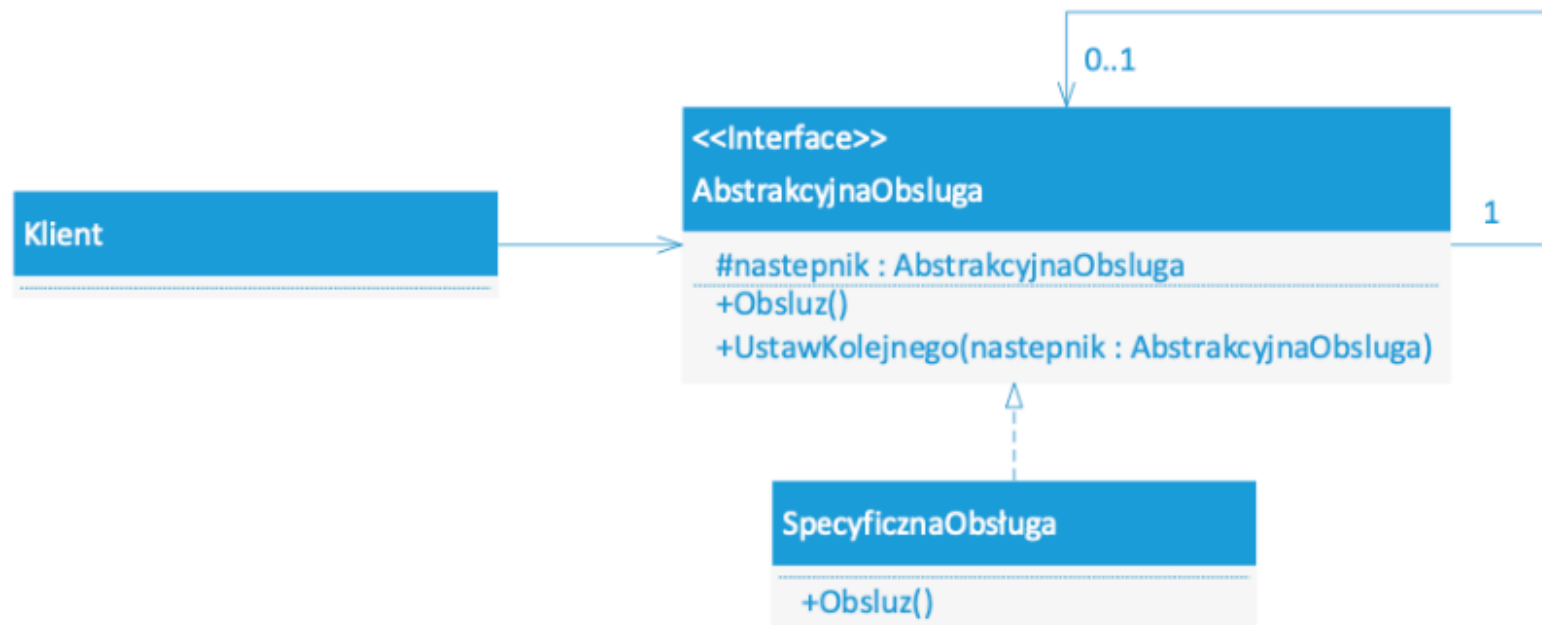 0..1
<<Interface>>
AbstrakcyjnaObsluga
1
Klient
#nastepnik : AbstrakcyjnaObsluga
+Obsluz()
+UstawKolejnego(nastepnik : AbstrakcyjnaObsluga)
SpecyficznaObsługa
+Obsluz()